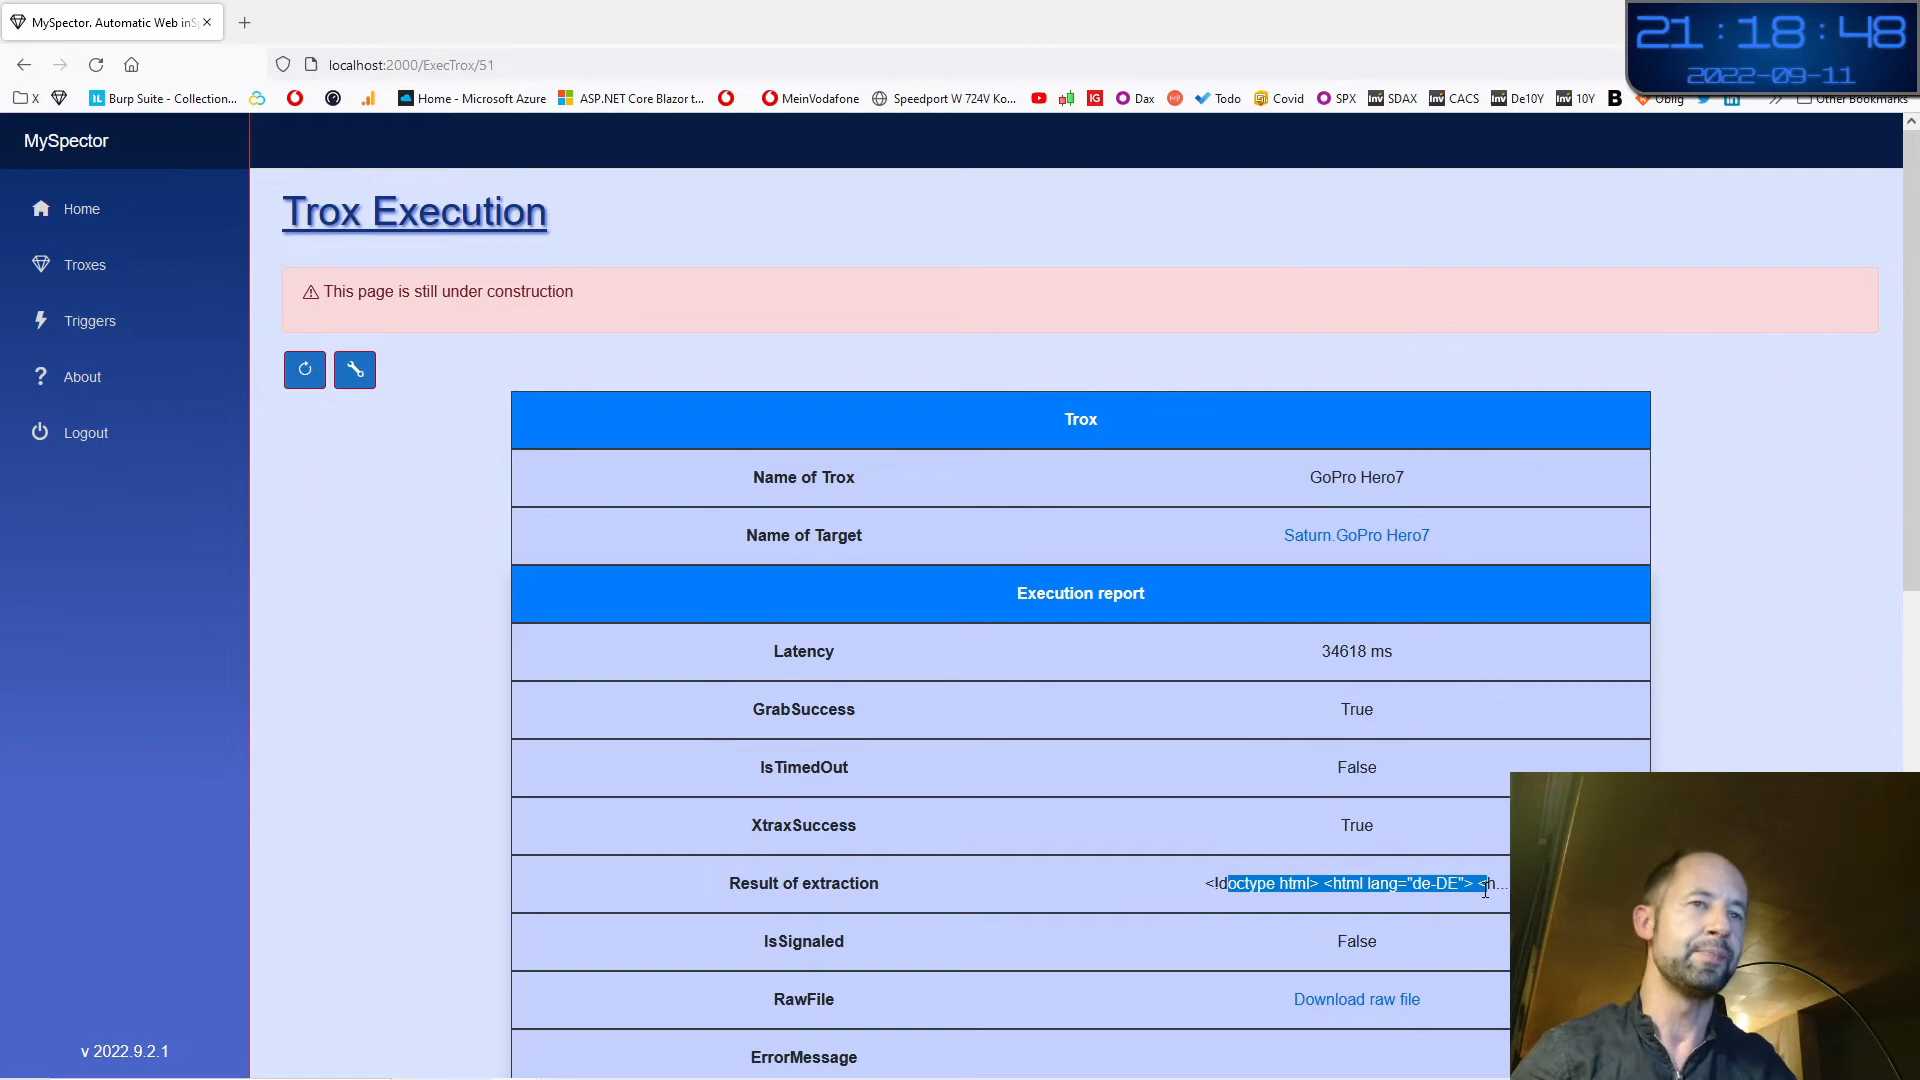 MySpector. Automatic Web inS
21:18:48
2022-09-11
localhost:2000/ExecTrox/51
X
Burp Suite - Collection...
Home - Microsoft Azure
ASP.NET Core Blazor t...
MeinVodafone
Speedport W 724V Ko...
Dax
Todo
Covid
SPX
SDAX
CACS
De10Y
10Y
Oblig
Other Bookmarks
MySpector
Home
Troxes
Triggers
About
Logout
v 2022.9.2.1
Trox Execution
This page is still under construction
Trox
Name of Trox GoPro Hero7
Name of Target Saturn.GoPro Hero7
Execution report
Latency 34618 ms
GrabSuccess True
IsTimedOut False
XtraxSuccess True
Result of extraction <!doctype html> <html lang="de-DE"> <h...
IsSignaled False
RawFile Download raw file
ErrorMessage